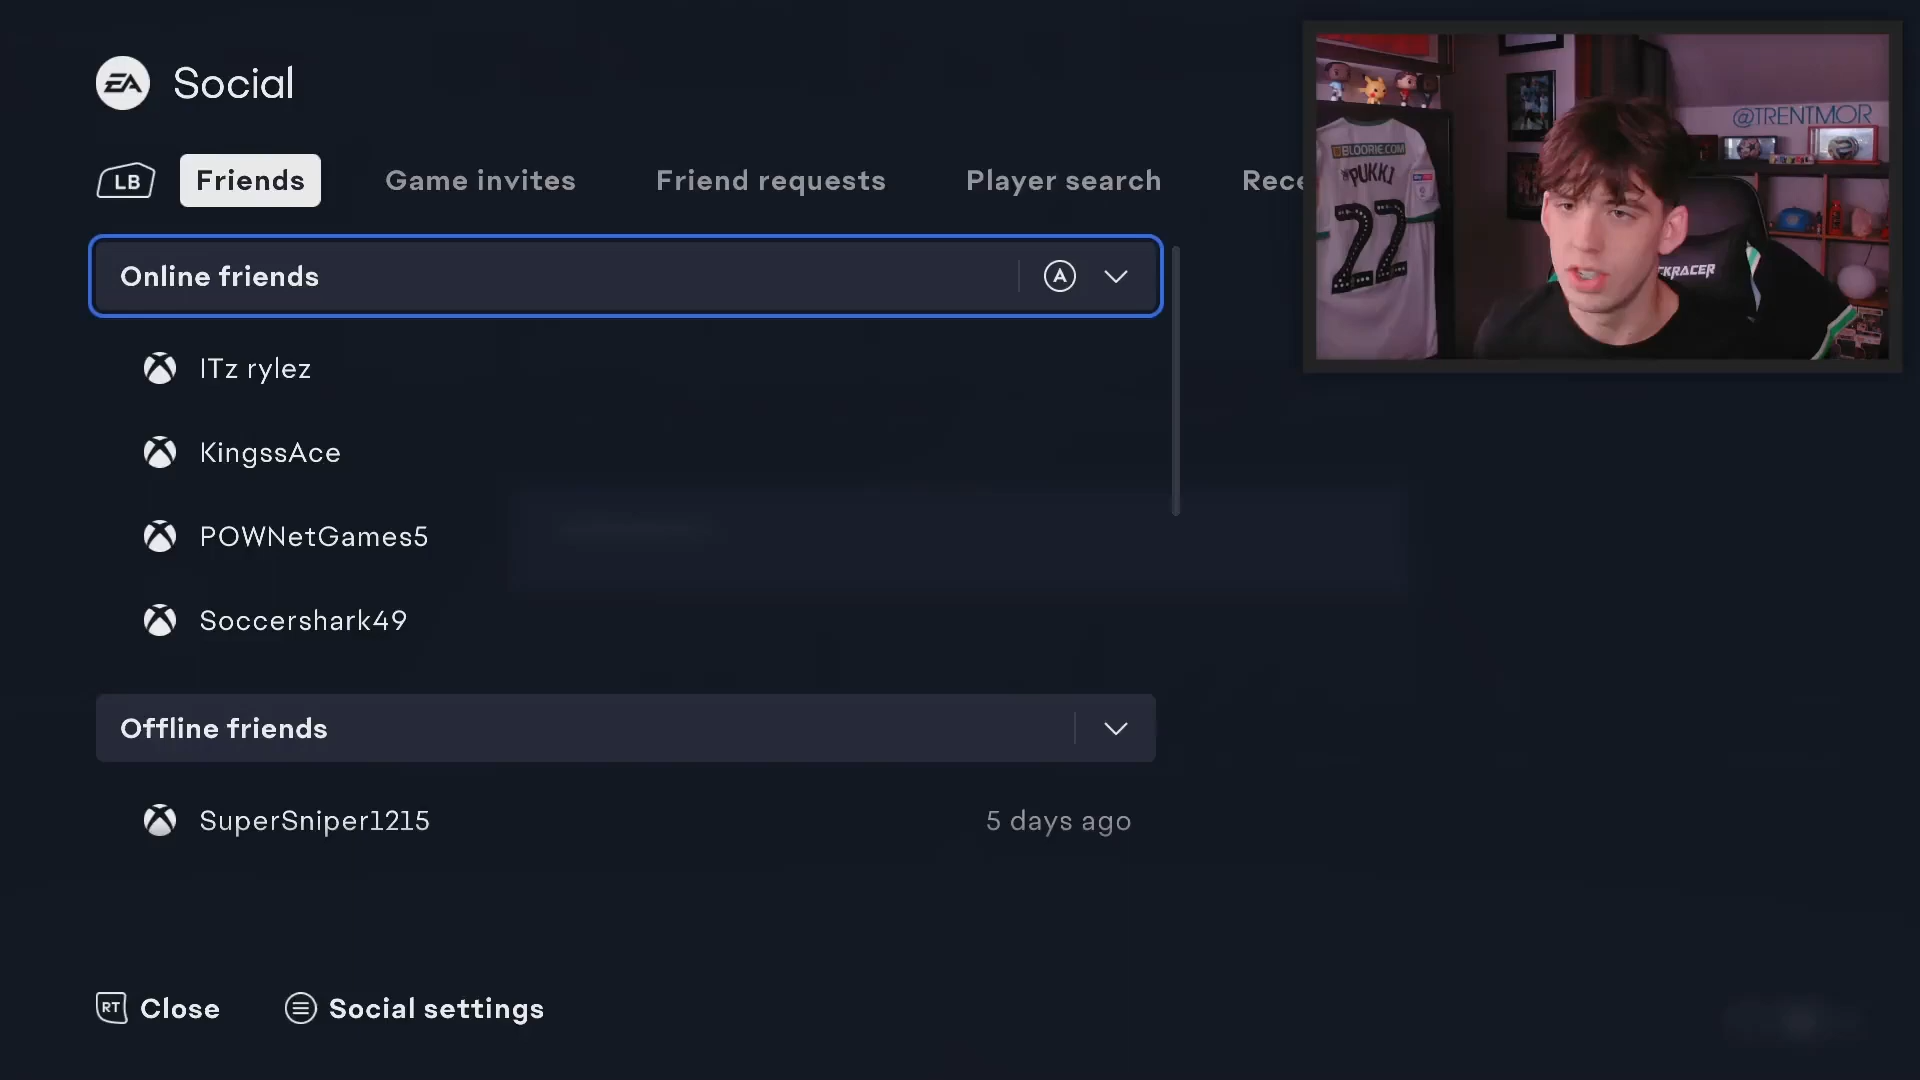 EA Social
LB Friends Game invites Friend requests Player search Rece
Online friends A
ITz rylez
KingssAce
POWNetGames5
Soccershark49
Offline friends
SuperSniper1215 5 days ago
RT Close Social settings
@TRENTMOR
BLOORIE.COM
PUKKI
22
CKRACER